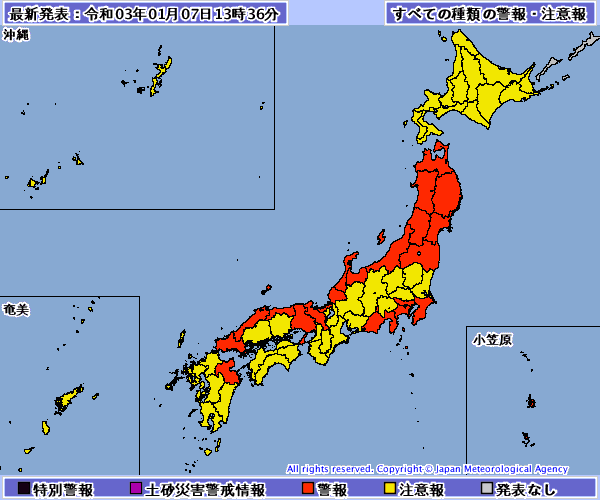 最新発表：令和03年01月07日13時36分
すべての種類の警報・注意報
沖縄
奄美
小笠原
All rights reserved. Copyright © Japan Meteorological Agency
特別警報
土砂災害警戒情報
警報
注意報
発表なし